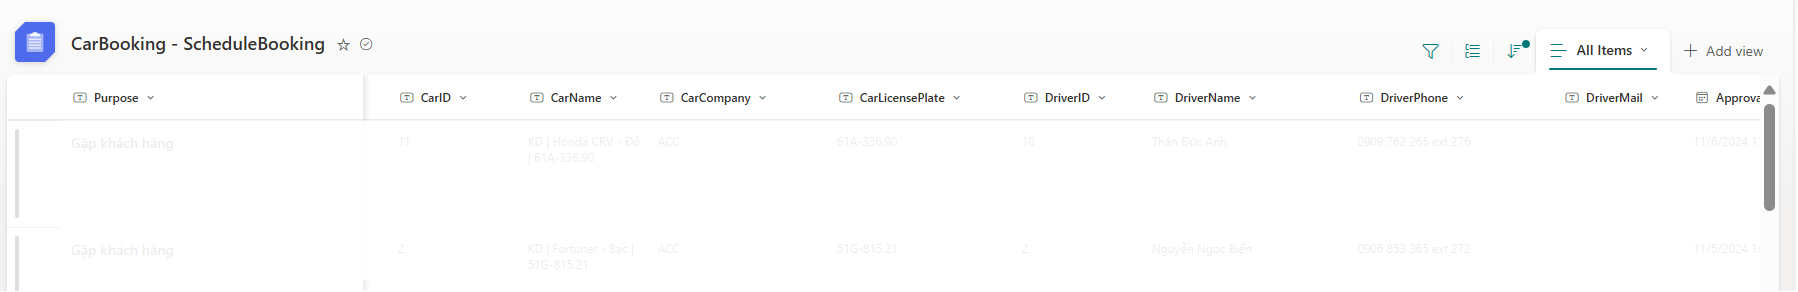 CarBooking - ScheduleBooking
All Items
Add view
Purpose
CarID
CarName
CarCompany
CarLicensePlate
DriverID
DriverName
DriverPhone
DriverMail
Approva
Gặp khách hàng
11
KD | Honda CRV - Đỏ
| 61A-336.90
ACC
61A-336.90
10
Thân Đức Anh
0909 762 265 ext 276
11/6/2024 1
Gặp khách hàng
2
KD | Fortuner - Bạc |
51G-815.21
ACC
51G-815.21
2
Nguyễn Ngọc Biển
0906 853 365 ext 272
11/5/2024 1